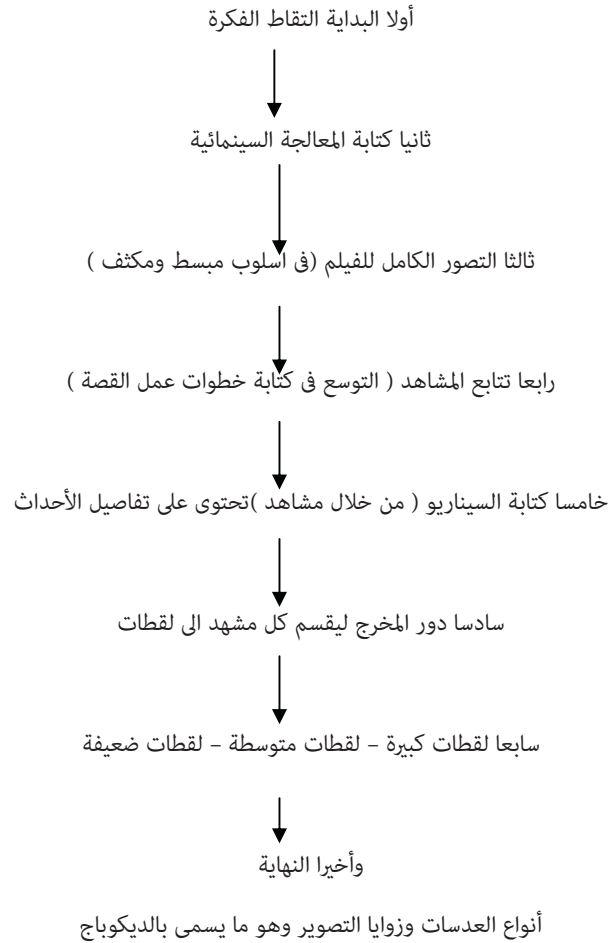 أولا البداية التقاط الفكرة
ثانيا كتابة المعالجة السينمائية
ثالثا التصور الكامل للفيلم (فى اسلوب مبسط ومكثف )
رابعا تتابع المشاهد ( التوسع فى كتابة خطوات عمل القصة )
خامسا كتابة السيناريو ( من خلال مشاهد )تحتوى على تفاصيل الأحداث
سادسا دور المخرج ليقسم كل مشهد الى لقطات
سابعا لقطات كبيرة – لقطات متوسطة – لقطات ضعيفة
وأخيرا النهاية
أنواع العدسات وزوايا التصوير وهو ما يسمى بالديكوباج